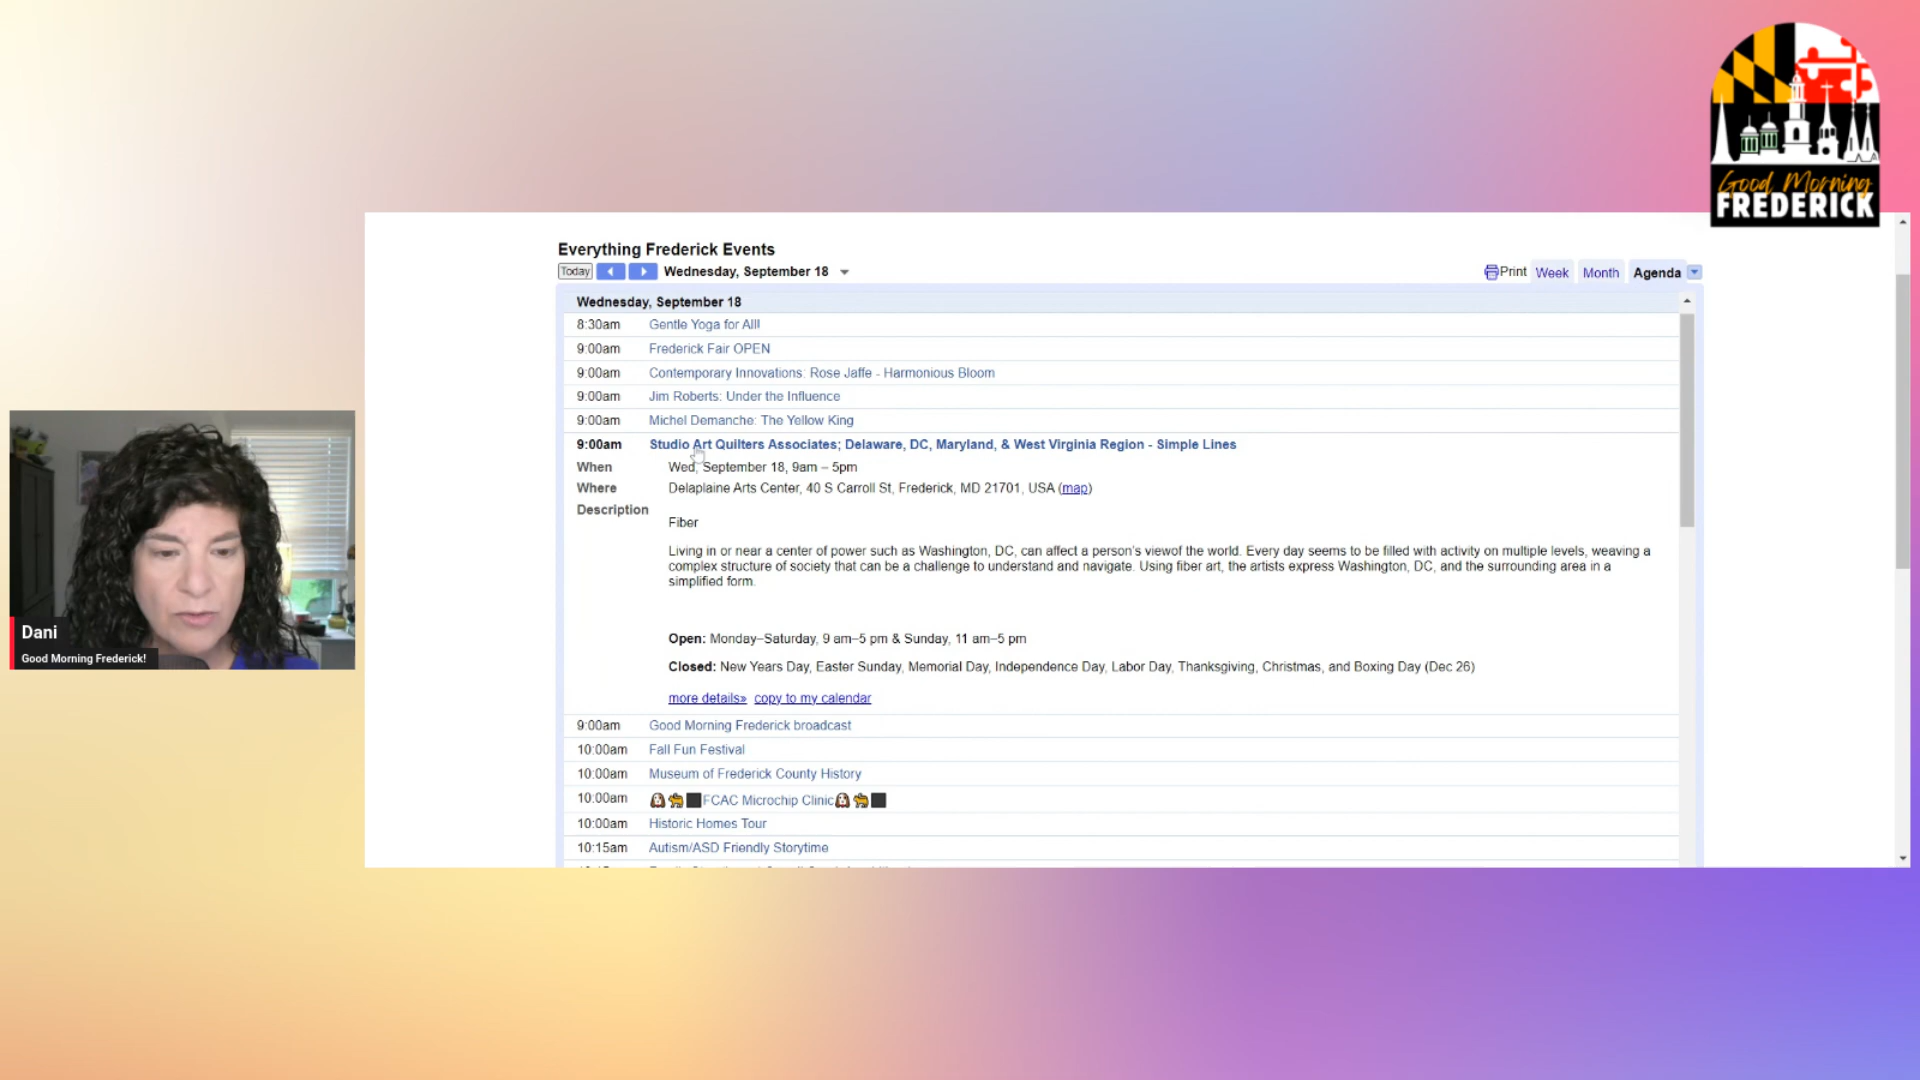 Good Morning
FREDERICK
Everything Frederick Events
Today Wednesday, September 18 Print Week Month Agenda
Wednesday, September 18
8:30am Gentle Yoga for All!
9:00am Frederick Fair OPEN
9:00am Contemporary Innovations: Rose Jaffe - Harmonious Bloom
9:00am Jim Roberts: Under the Influence
9:00am Michel Demanche: The Yellow King
9:00am Studio Art Quilters Associates; Delaware, DC, Maryland, & West Virginia Region - Simple Lines
When Wed, September 18, 9am – 5pm
Where Delaplaine Arts Center, 40 S Carroll St, Frederick, MD 21701, USA (map)
Description
Fiber
Living in or near a center of power such as Washington, DC, can affect a person's viewof the world. Every day seems to be filled with activity on multiple levels, weaving a
complex structure of society that can be a challenge to understand and navigate. Using fiber art, the artists express Washington, DC, and the surrounding area in a
simplified form.
Open: Monday–Saturday, 9 am–5 pm & Sunday, 11 am–5 pm
Closed: New Years Day, Easter Sunday, Memorial Day, Independence Day, Labor Day, Thanksgiving, Christmas, and Boxing Day (Dec 26)
more details» copy to my calendar
9:00am Good Morning Frederick broadcast
10:00am Fall Fun Festival
10:00am Museum of Frederick County History
10:00am FCAC Microchip Clinic
10:00am Historic Homes Tour
10:15am Autism/ASD Friendly Storytime
Dani
Good Morning Frederick!